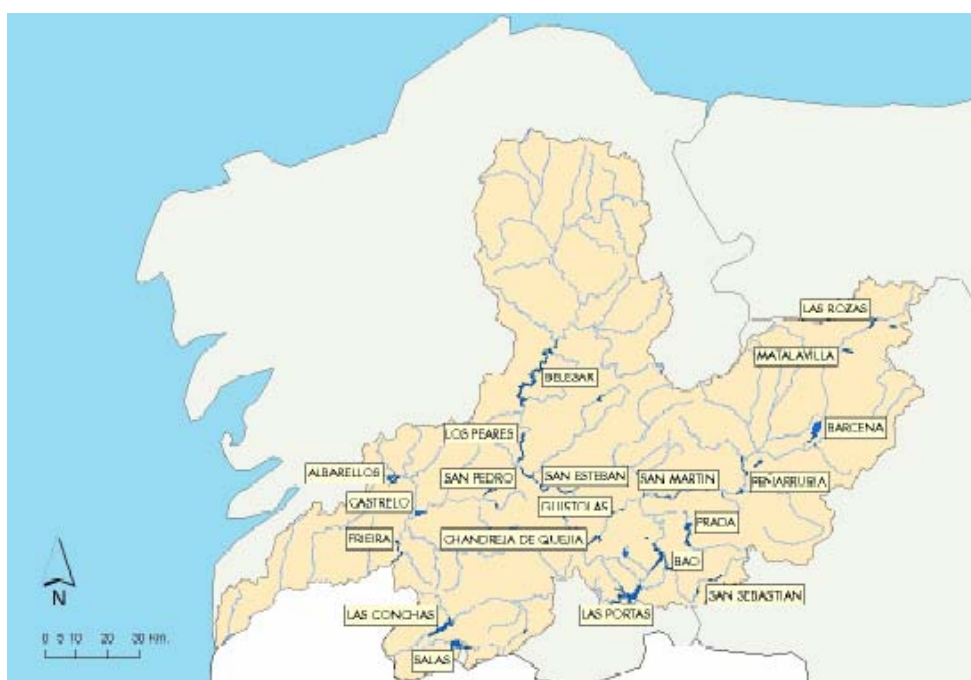 LAS ROZAS
MATALAVILLA
BELESAR
BARCENA
LOS PEARES
ALBARELLOS
SAN PEDRO
SAN ESTEBAN
SAN MARTIN
PEÑARRUBIA
CASTRELO
GUISTOLAS
PRADA
FRIEIRA
CHANDREJA DE QUEIJA
BAO
SAN SEBASTIAN
LAS CONCHAS
LAS PORTAS
SALAS
N
0 5 10 20 30 Km.